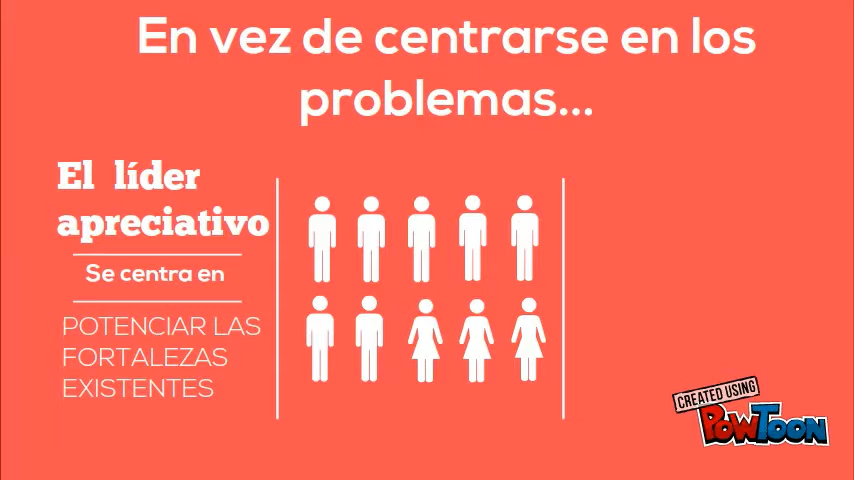 En vez de centrarse en los
problemas...
El líder
apreciativo
Se centra en
POTENCIAR LAS
FORTALEZAS
EXISTENTES
CREATED USING
POWTOON